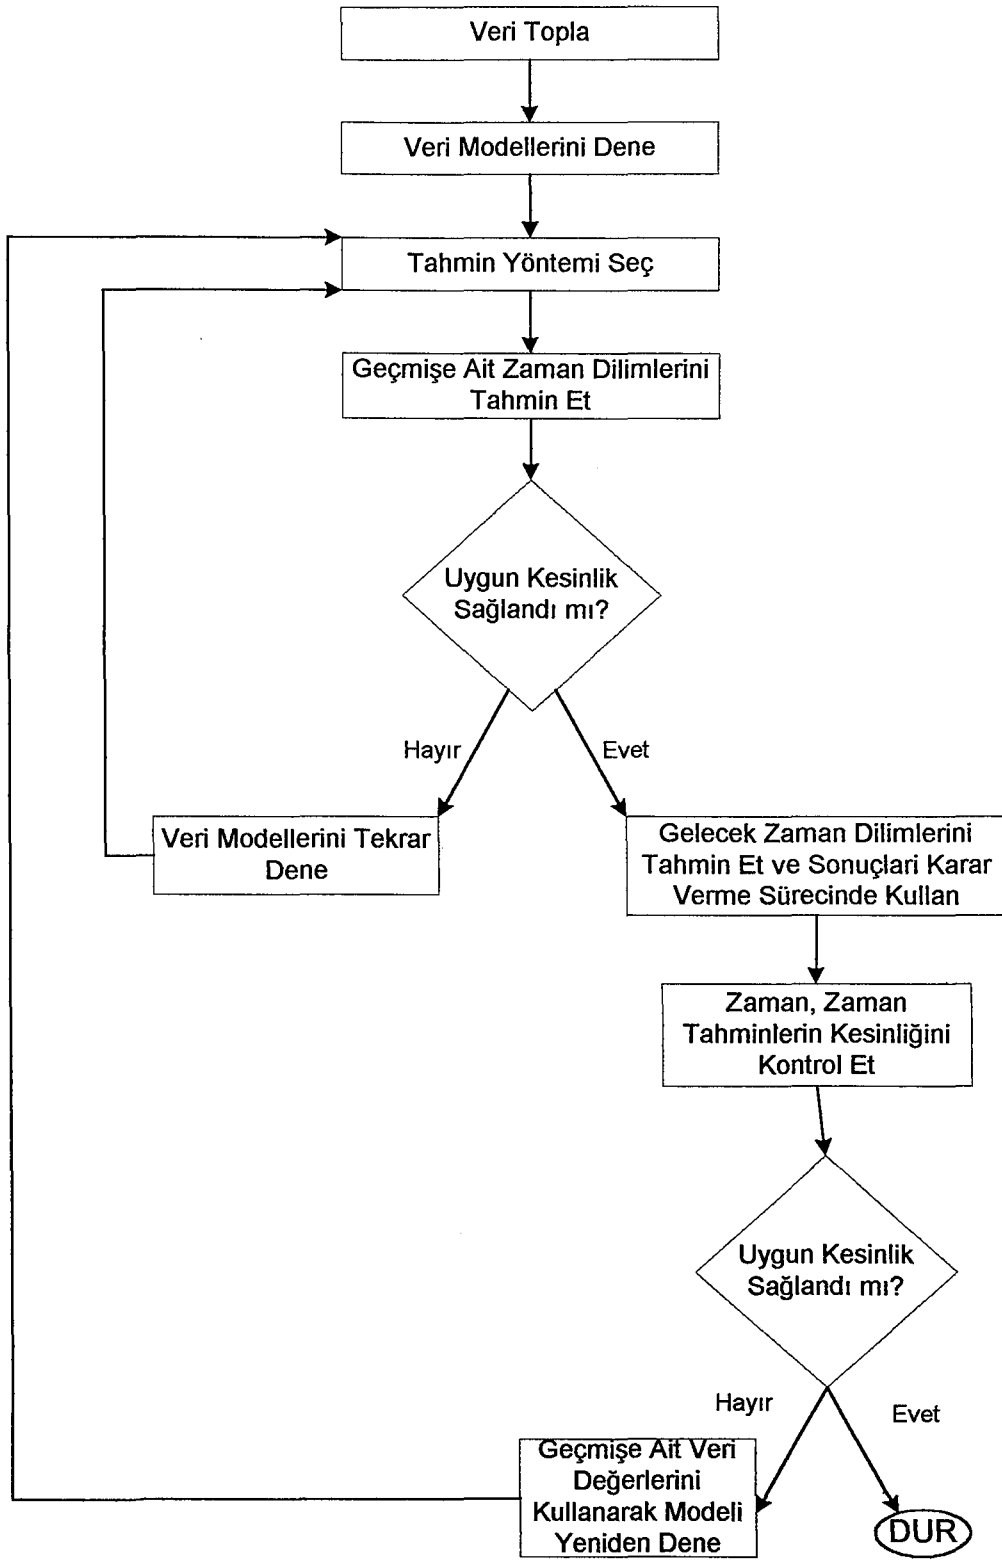 Veri Topla
Veri Modellerini Dene
Tahmin Yöntemi Seç
Geçmişe Ait Zaman Dilimlerini
Tahmin Et
Uygun Kesinlik
Sağlandı mı?
Hayır
Evet
Veri Modellerini Tekrar
Dene
Gelecek Zaman Dilimlerini
Tahmin Et ve Sonuçlari Karar
Verme Sürecinde Kullan
Zaman, Zaman
Tahminlerin Kesinliğini
Kontrol Et
Uygun Kesinlik
Sağlandı mı?
Hayır
Evet
Geçmişe Ait Veri
Değerlerini
Kullanarak Modeli
Yeniden Dene
DUR